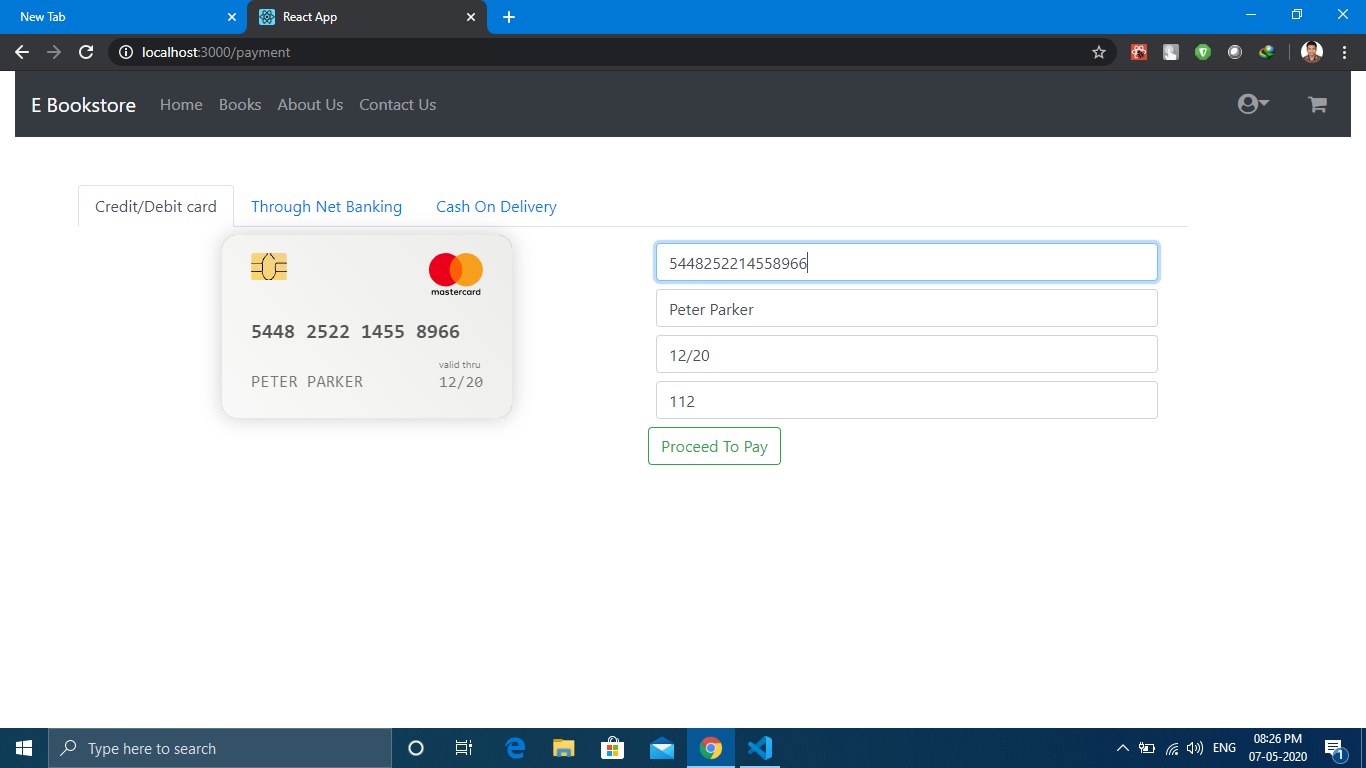 New Tab
React App
localhost:3000/payment
E Bookstore Home Books About Us Contact Us
Credit/Debit card Through Net Banking Cash On Delivery
mastercard
5448 2522 1455 8966
valid thru
PETER PARKER 12/20
5448252214558966
Peter Parker
12/20
112
Proceed To Pay
Type here to search
ENG
08:26 PM
07-05-2020
1